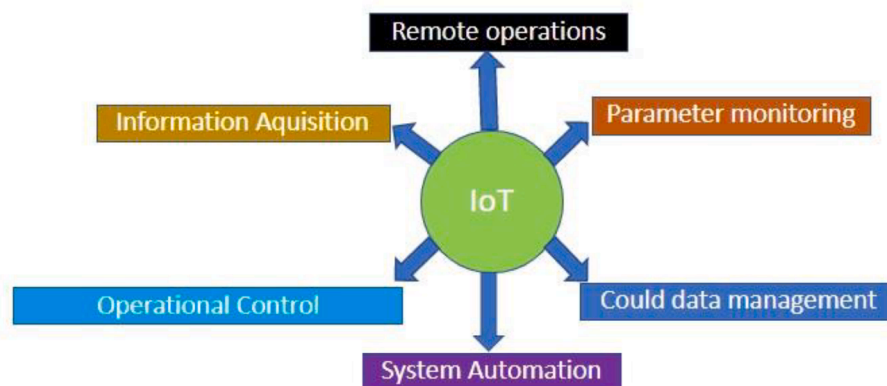 Remote operations
Information Aquisition
Parameter monitoring
IoT
Operational Control
Could data management
System Automation